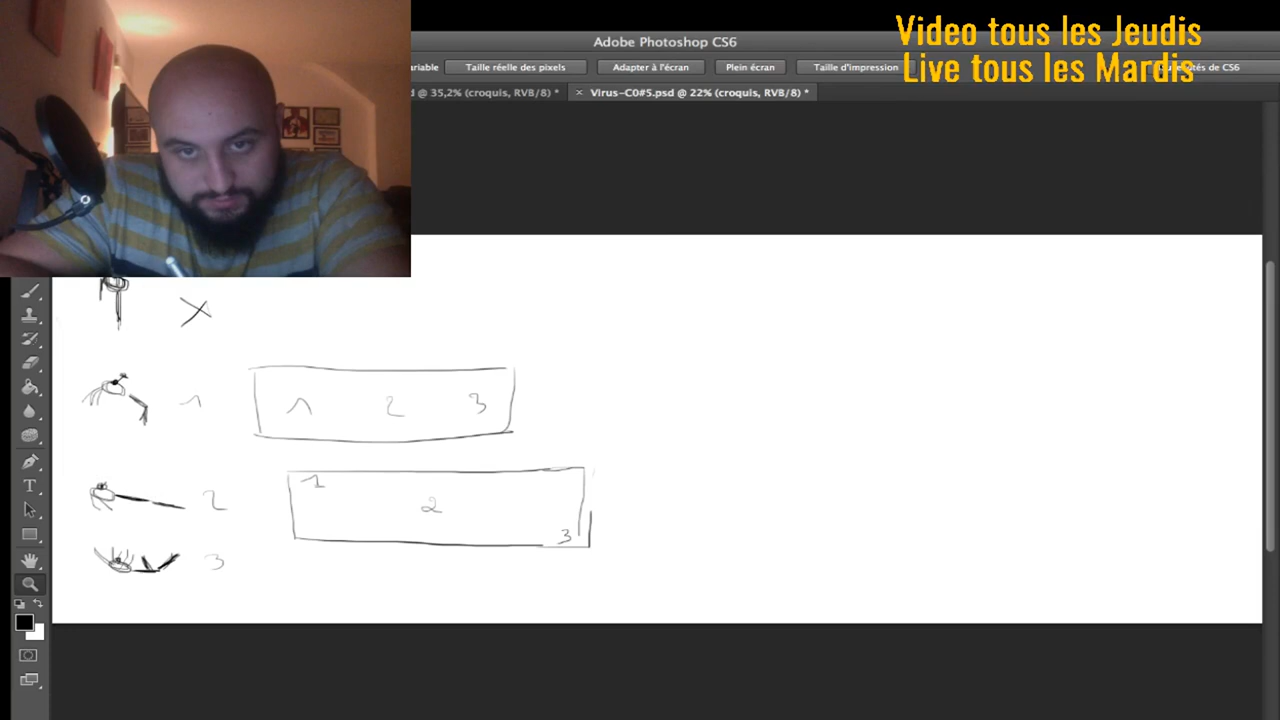 Video tous les Jeudis
Live tous les Mardis
Adobe Photoshop CS6
ariable Taille réelle des pixels Adapter à l'écran Plein écran Taille d'impression tés de CS6
d @ 35,2% (croquis, RVB/8) * × Virus-C0#5.psd @ 22% (croquis, RVB/8) *
X
1 1 2 3
1
2 2
3
3